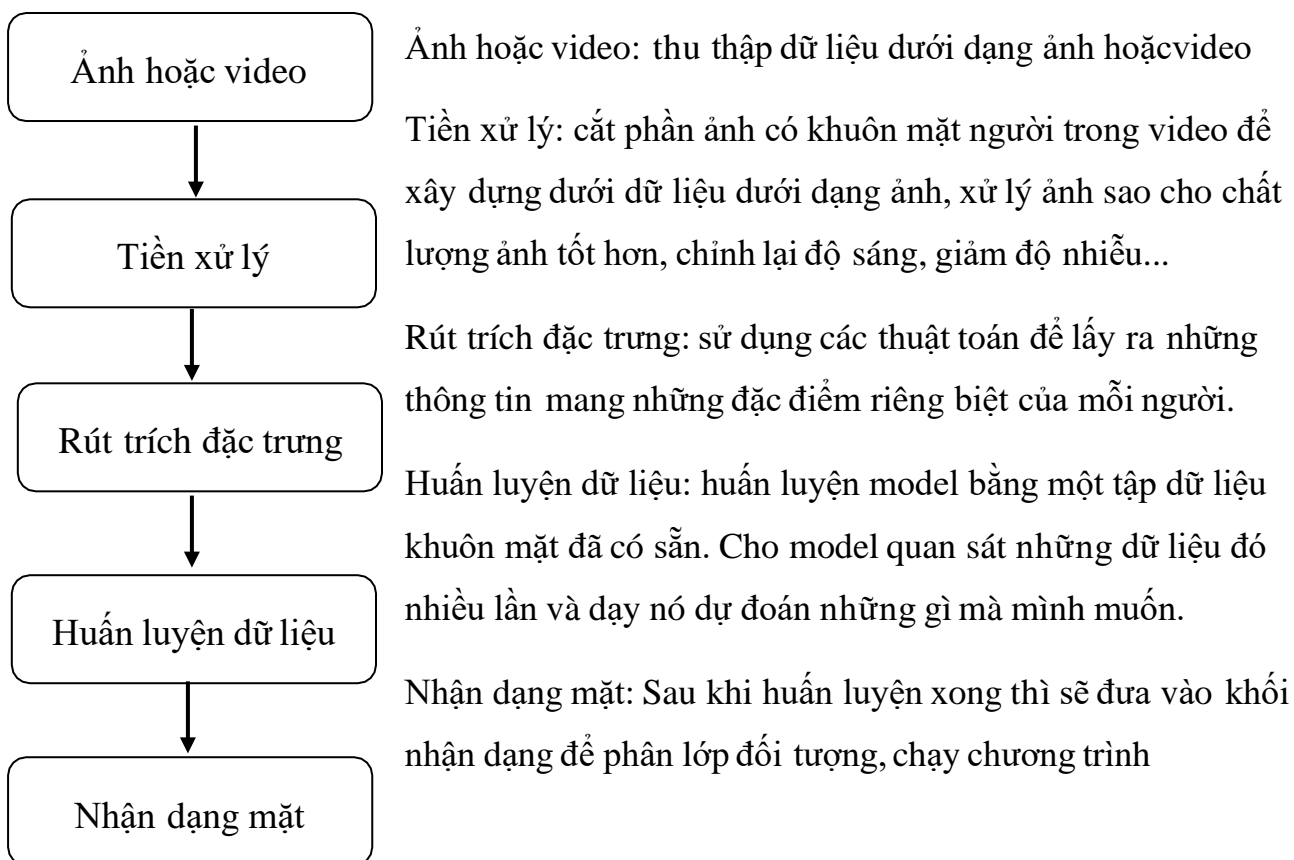 Ảnh hoặc video
Tiền xử lý
Rút trích đặc trưng
Huấn luyện dữ liệu
Nhận dạng mặt
Ảnh hoặc video: thu thập dữ liệu dưới dạng ảnh hoặcvideo
Tiền xử lý: cắt phần ảnh có khuôn mặt người trong video để
xây dựng dưới dữ liệu dưới dạng ảnh, xử lý ảnh sao cho chất
lượng ảnh tốt hơn, chỉnh lại độ sáng, giảm độ nhiễu...
Rút trích đặc trưng: sử dụng các thuật toán để lấy ra những
thông tin mang những đặc điểm riêng biệt của mỗi người.
Huấn luyện dữ liệu: huấn luyện model bằng một tập dữ liệu
khuôn mặt đã có sẵn. Cho model quan sát những dữ liệu đó
nhiều lần và dạy nó dự đoán những gì mà mình muốn.
Nhận dạng mặt: Sau khi huấn luyện xong thì sẽ đưa vào khối
nhận dạng để phân lớp đối tượng, chạy chương trình